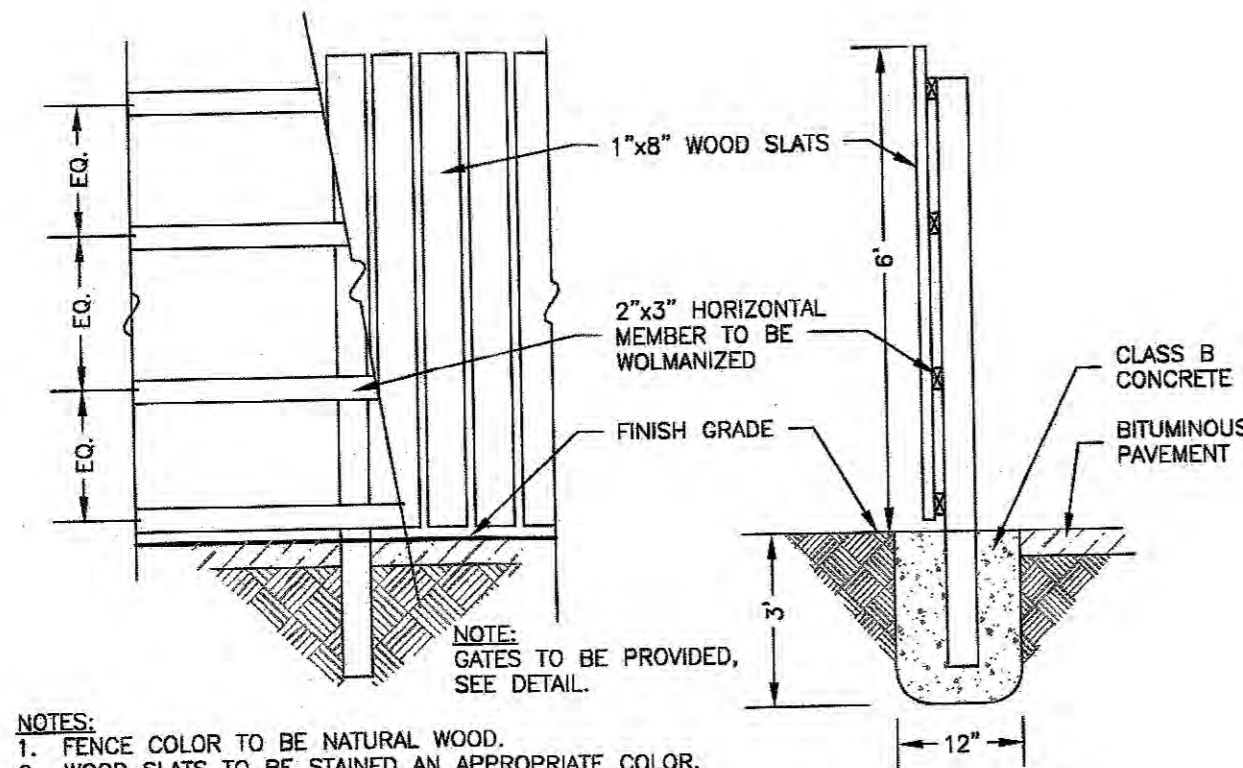 EQ.
EQ.
EQ.
1"x8" WOOD SLATS
2"x3" HORIZONTAL
MEMBER TO BE
WOLMANIZED
FINISH GRADE
NOTE:
GATES TO BE PROVIDED,
SEE DETAIL.
6'
3'
12"
CLASS B
CONCRETE
BITUMINOUS
PAVEMENT
NOTES:
1. FENCE COLOR TO BE NATURAL WOOD.
2. WOOD SLATS TO BE STAINED AN APPROPRIATE COLOR.